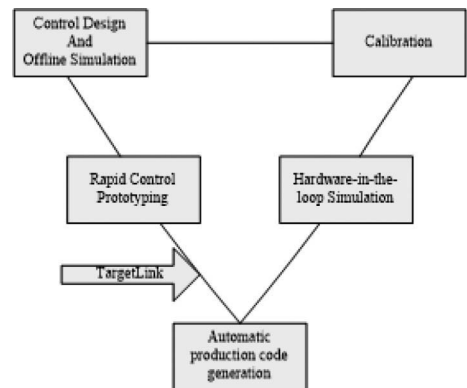 Control Design
And
Offline Simulation
Calibration
Rapid Control
Prototyping
Hardware-in-the-
loop Simulation
TargetLink
Automatic
production code
generation